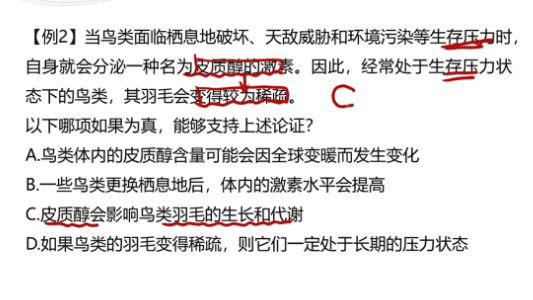 【例2】当鸟类面临栖息地破坏、天敌威胁和环境污染等生存压力时，
自身就会分泌一种名为皮质醇的激素。因此，经常处于生存压力状
态下的鸟类，其羽毛会变得较为稀疏。 C
以下哪项如果为真，能够支持上述论证？
A.鸟类体内的皮质醇含量可能会因全球变暖而发生变化
B.一些鸟类更换栖息地后，体内的激素水平会提高
C.皮质醇会影响鸟类羽毛的生长和代谢
D.如果鸟类的羽毛变得稀疏，则它们一定处于长期的压力状态